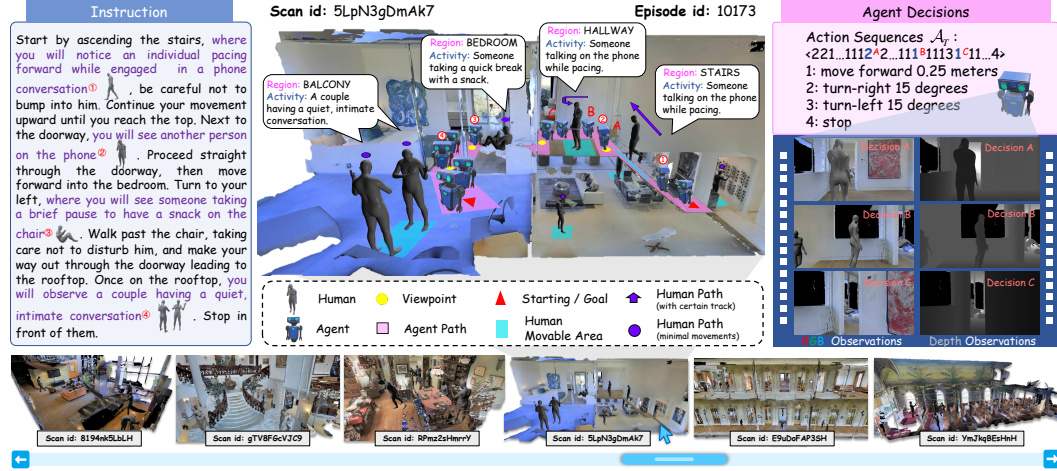 Instruction
Start by ascending the stairs, where
you will notice an individual pacing
forward while engaged in a phone
conversation① , be careful not to
bump into him. Continue your movement
upward until you reach the top. Next to
the doorway, you will see another person
on the phone② . Proceed straight
through the doorway, then move
forward into the bedroom. Turn to your
left, where you will see someone taking
a brief pause to have a snack on the
chair③ . Walk past the chair, taking
care not to disturb him, and make your
way out through the doorway leading to
the rooftop. Once on the rooftop, you
will observe a couple having a quiet,
intimate conversation④ . Stop in
front of them.
Scan id: 5LpN3gDmAk7
Episode id: 10173
Region: BALCONY
Activity: A couple
having a quiet, intimate
conversation.
Region: BEDROOM
Activity: Someone
taking a quick break
with a snack.
Region: HALLWAY
Activity: Someone
talking on the phone
while pacing.
Region: STAIRS
Activity: Someone
talking on the phone
while pacing.
④
③
②
①
C
B
A
Human
Viewpoint
Starting / Goal
Human Path
(with certain track)
Agent
Agent Path
Human
Movable Area
Human Path
(minimal movements)
Agent Decisions
Action Sequences 𝒜T :
<221...1112A2...111B11131C11...4>
1: move forward 0.25 meters
2: turn-right 15 degrees
3: turn-left 15 degrees
4: stop
Decision A
Decision A
Decision B
Decision B
Decision C
Decision C
RGB Observations
Depth Observations
Scan id: 8194nk5LbLH
Scan id: gTV8FGcVJC9
Scan id: RPmz2sHmrrY
Scan id: 5LpN3gDmAk7
Scan id: E9uDoFAP3SH
Scan id: YmJkqBEsHnH